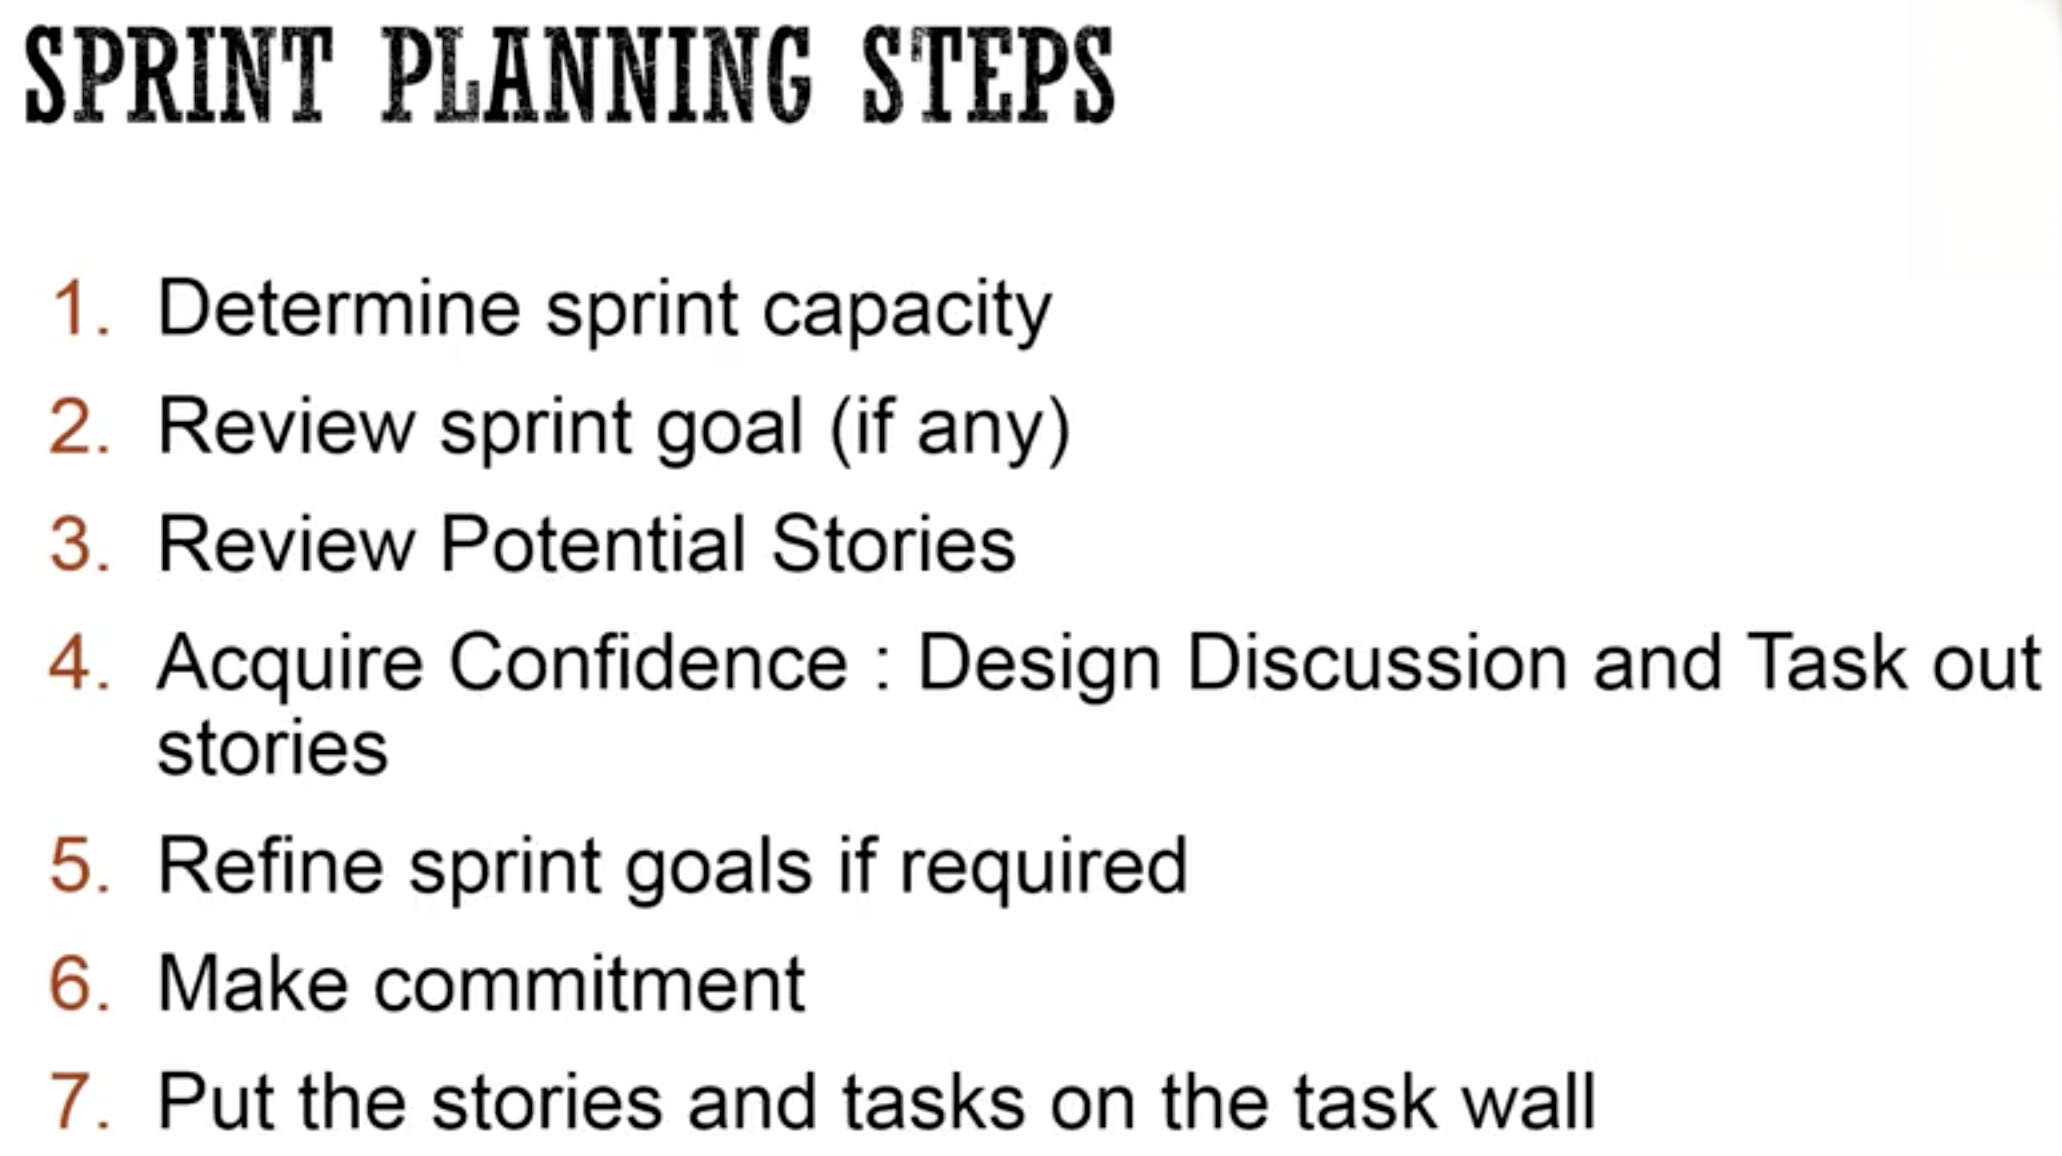 SPRINT PLANNING STEPS
1. Determine sprint capacity
2. Review sprint goal (if any)
3. Review Potential Stories
4. Acquire Confidence : Design Discussion and Task out
stories
5. Refine sprint goals if required
6. Make commitment
7. Put the stories and tasks on the task wall